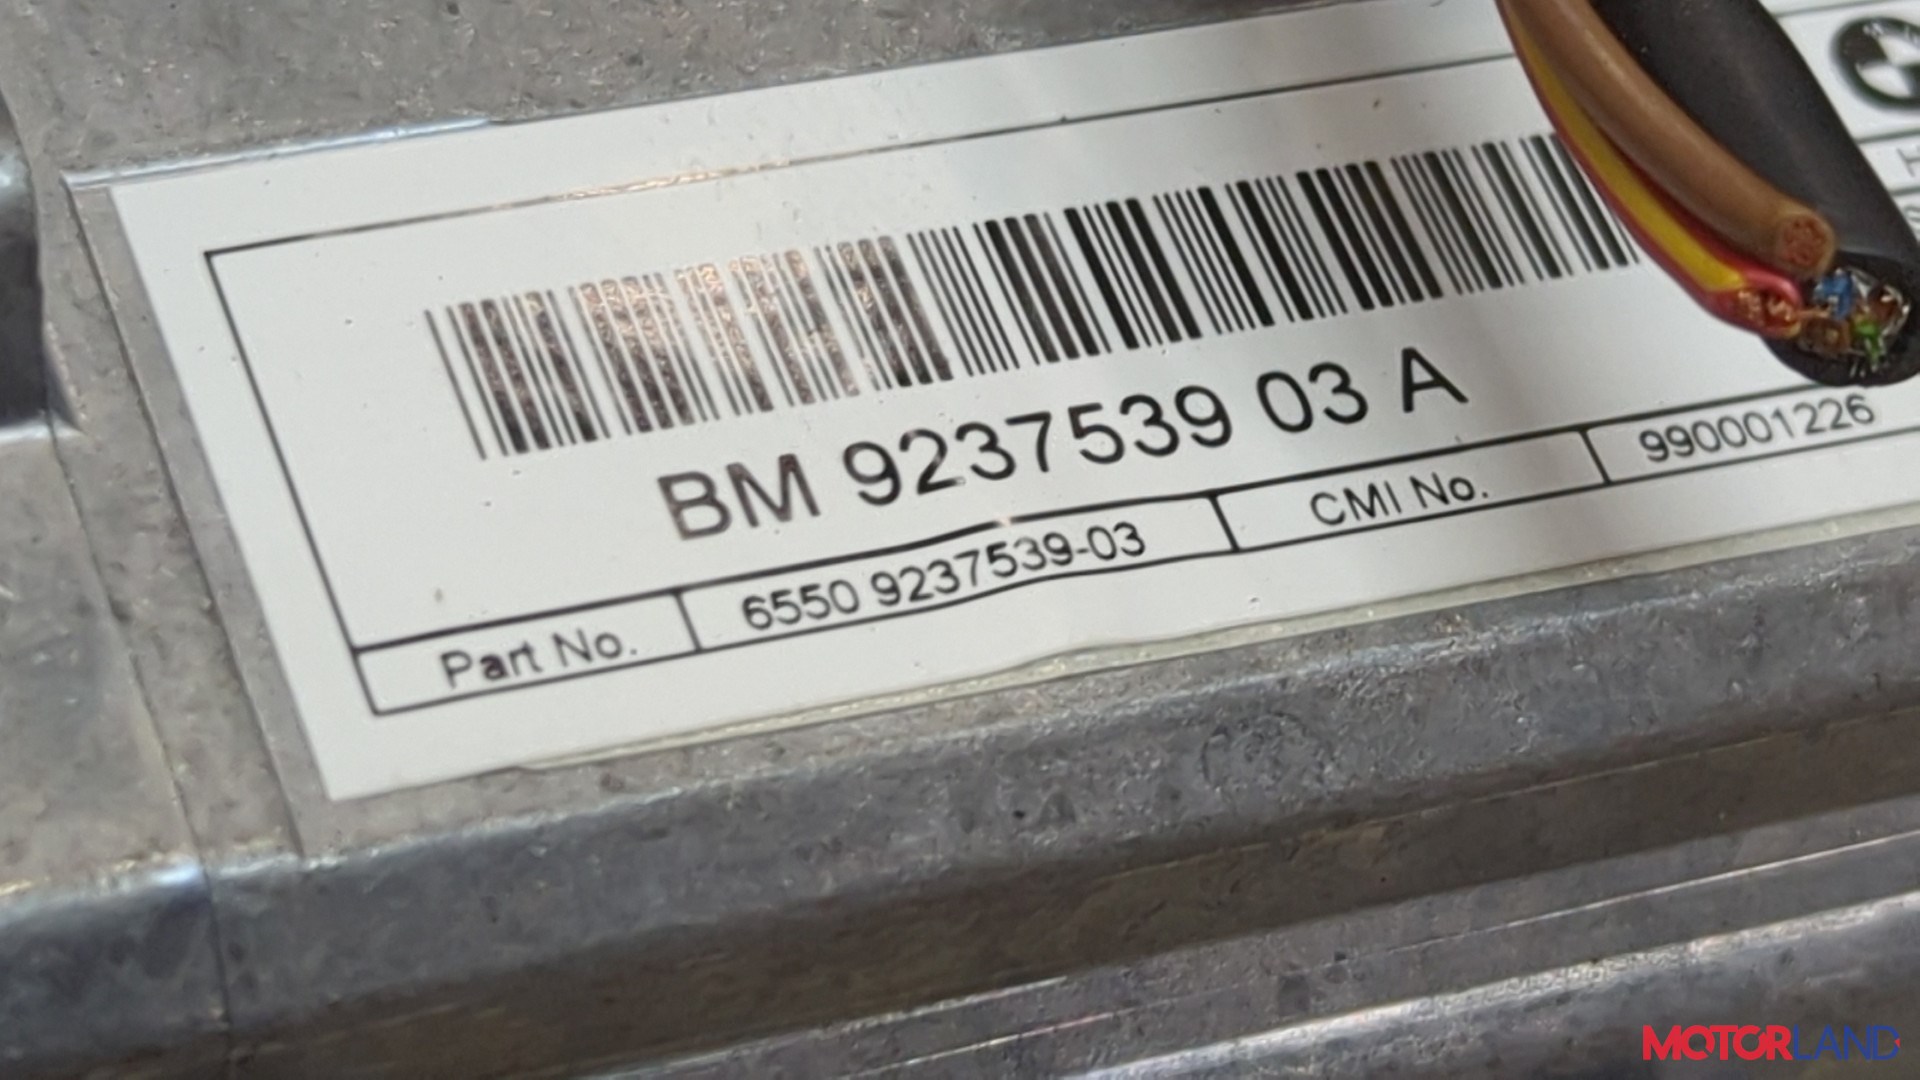 BM 9237539 03 A
Part No. 6550 9237539-03 CMI No. 990001226
MOTORLAND